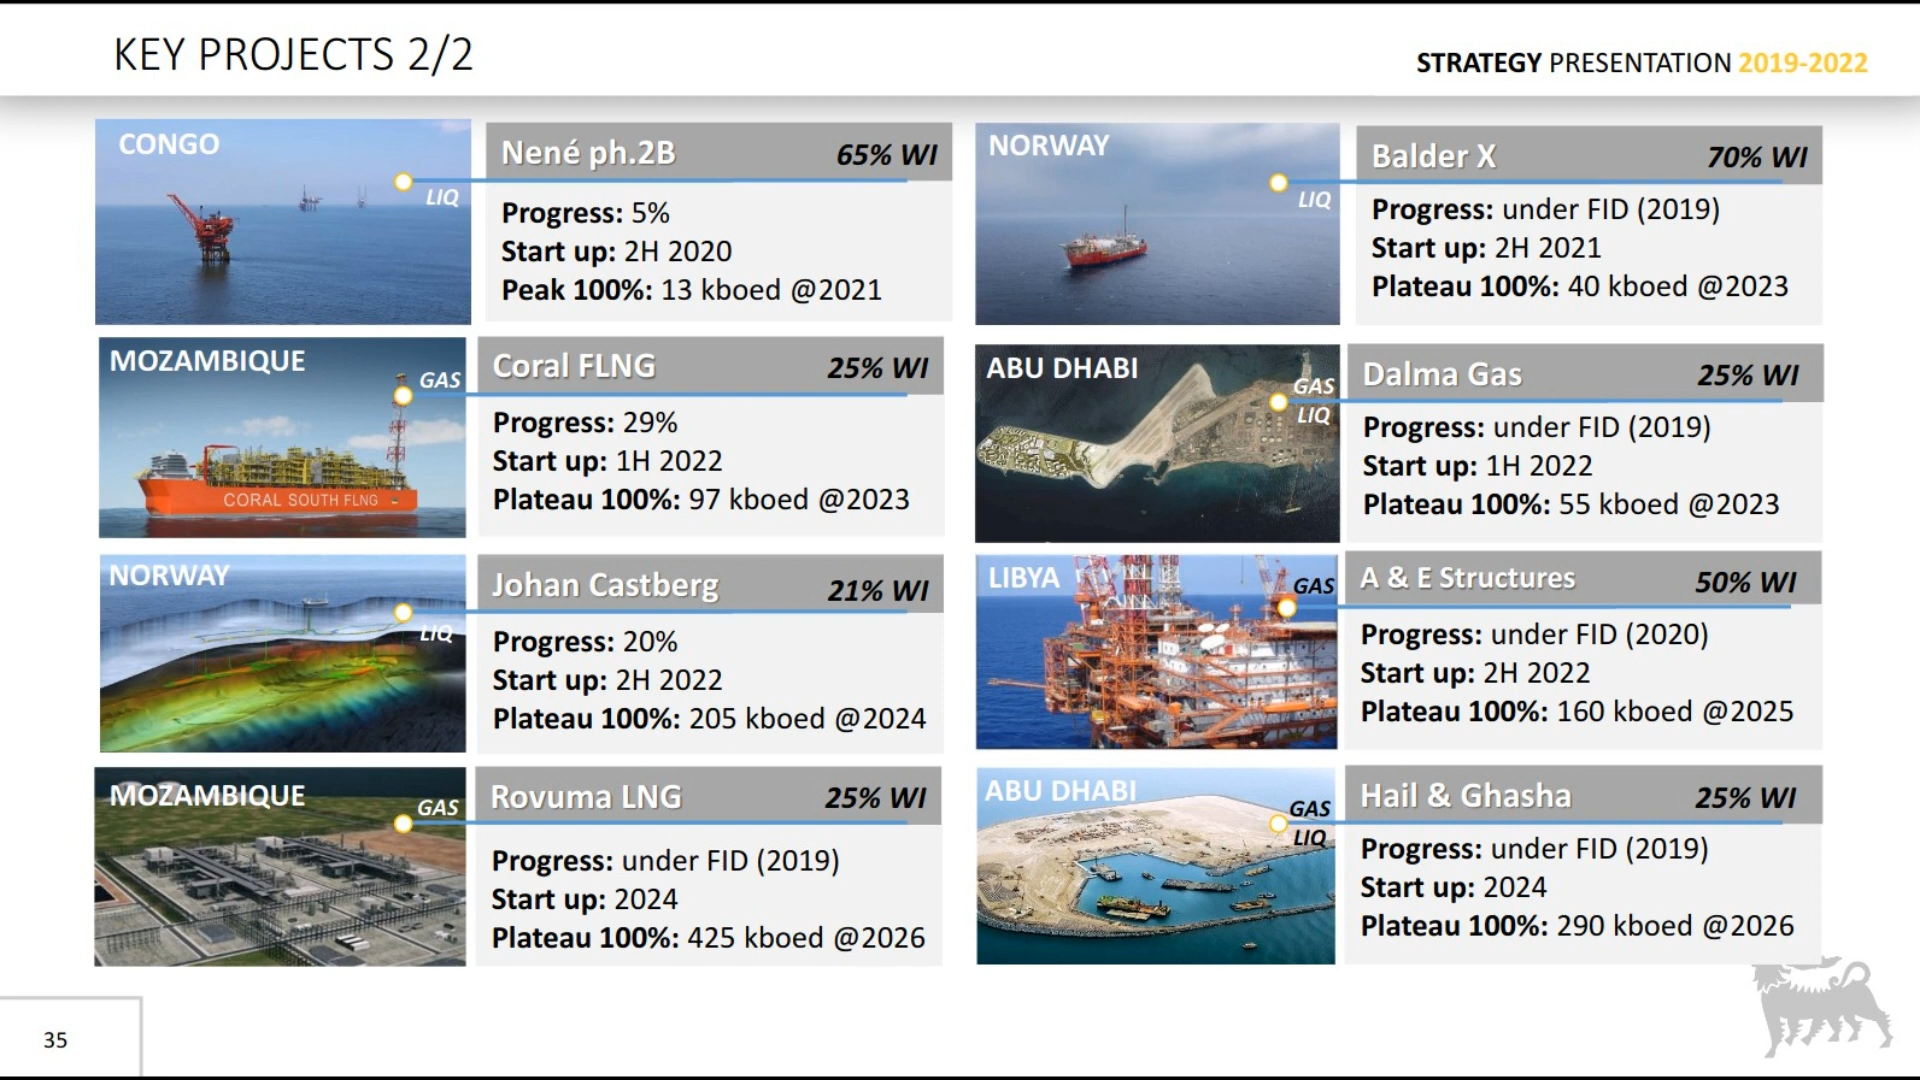 KEY PROJECTS 2/2
STRATEGY PRESENTATION 2019-2022
CONGO
LIQ
Nené ph.2B
65% WI
Progress: 5%
Start up: 2H 2020
Peak 100%: 13 kboed @2021
NORWAY
LIQ
Balder X
70% WI
Progress: under FID (2019)
Start up: 2H 2021
Plateau 100%: 40 kboed @2023
MOZAMBIQUE
GAS
CORAL SOUTH FLNG
Coral FLNG
25% WI
Progress: 29%
Start up: 1H 2022
Plateau 100%: 97 kboed @2023
ABU DHABI
GAS
LIQ
Dalma Gas
25% WI
Progress: under FID (2019)
Start up: 1H 2022
Plateau 100%: 55 kboed @2023
NORWAY
LIQ
Johan Castberg
21% WI
Progress: 20%
Start up: 2H 2022
Plateau 100%: 205 kboed @2024
LIBYA
GAS
A & E Structures
50% WI
Progress: under FID (2020)
Start up: 2H 2022
Plateau 100%: 160 kboed @2025
MOZAMBIQUE
GAS
Rovuma LNG
25% WI
Progress: under FID (2019)
Start up: 2024
Plateau 100%: 425 kboed @2026
ABU DHABI
GAS
LIQ
Hail & Ghasha
25% WI
Progress: under FID (2019)
Start up: 2024
Plateau 100%: 290 kboed @2026
35